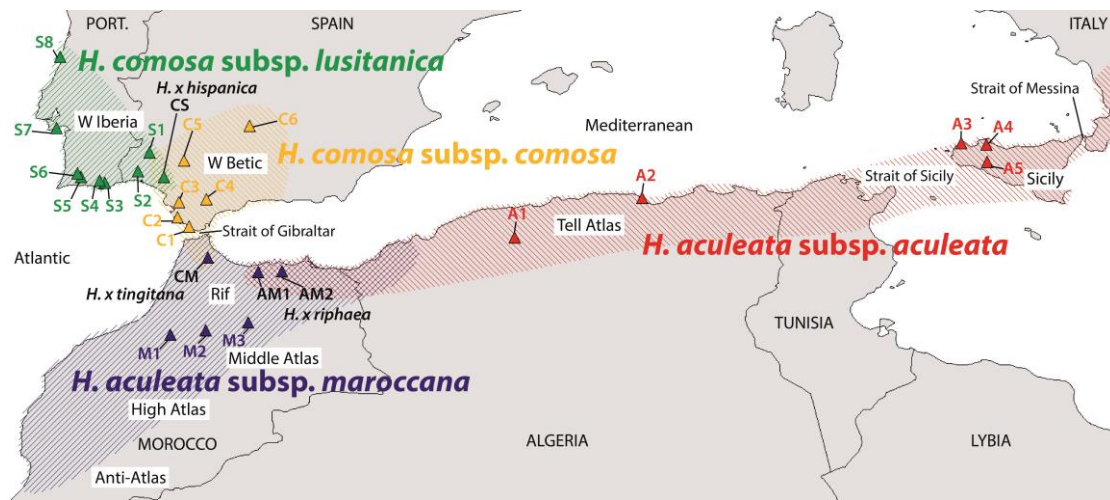 PORT.
SPAIN
ITALY
S8
H. comosa subsp. lusitanica
H. x hispanica
CS
Strait of Messina
W Iberia
S7
S1
C5
C6
Mediterranean
A3
A4
W Betic
H. comosa subsp. comosa
S6
S5
S4
S3
S2
C3
C4
A2
A5
Strait of Sicily
Sicily
C2
C1
Strait of Gibraltar
A1
Tell Atlas
H. aculeata subsp. aculeata
Atlantic
CM
H. x tingitana
Rif
AM1
AM2
H. x riphaea
TUNISIA
M1
M2
M3
Middle Atlas
H. aculeata subsp. maroccana
High Atlas
MOROCCO
ALGERIA
LYBIA
Anti-Atlas